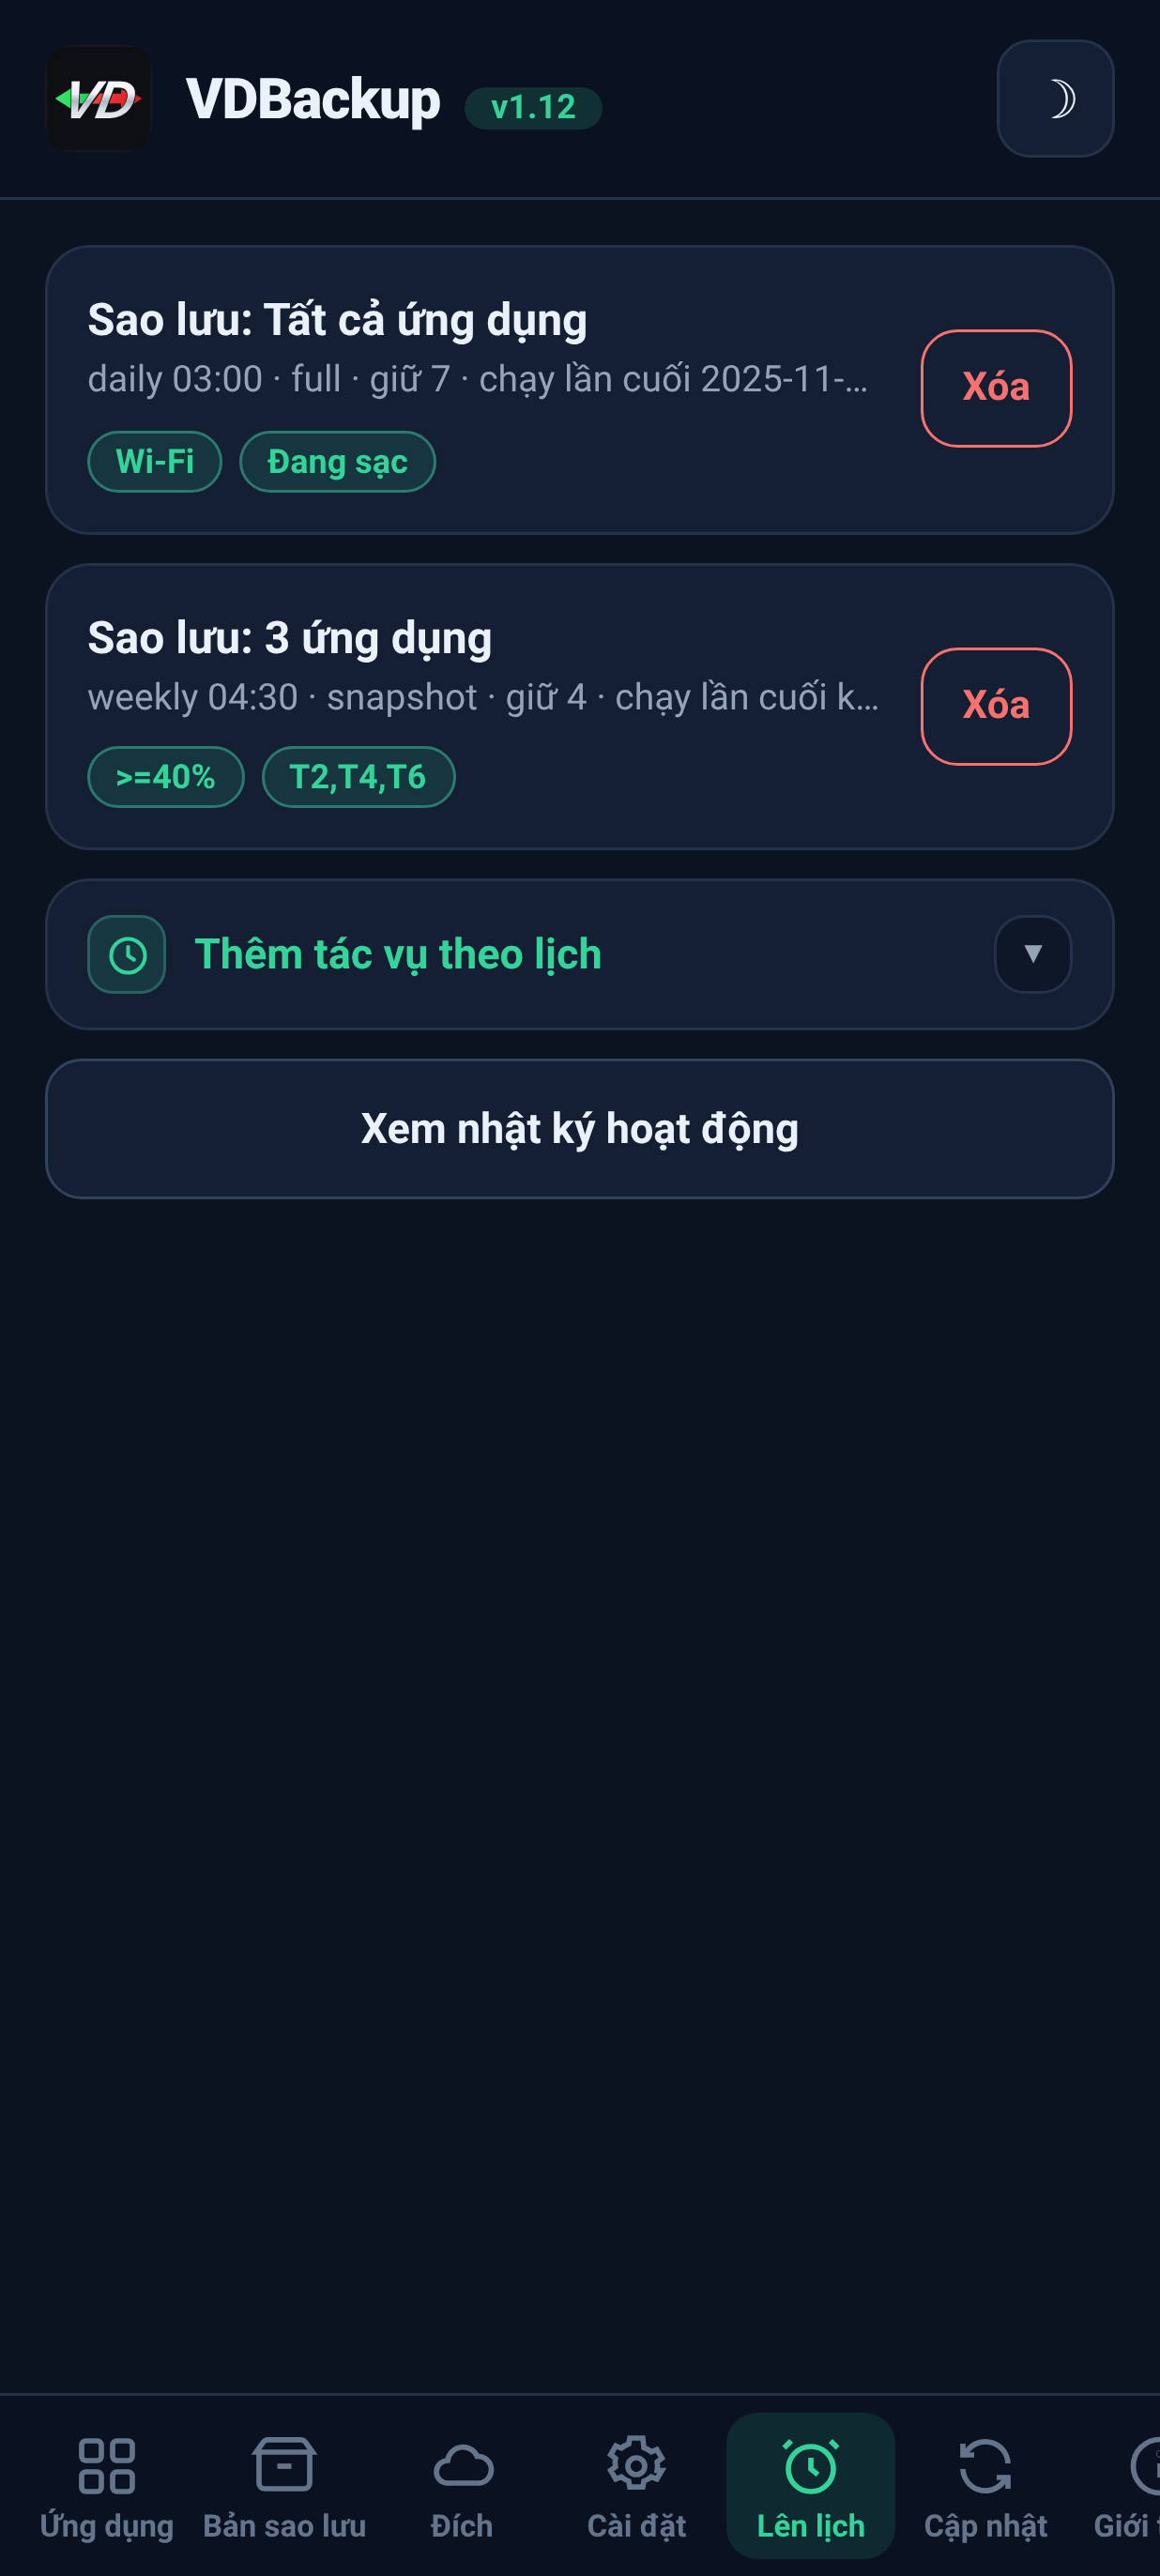 VD
VDBackup v1.12
Sao lưu: Tất cả ứng dụng
daily 03:00 · full · giữ 7 · chạy lần cuối 2025-11-…
Xóa
Wi-Fi
Đang sạc
Sao lưu: 3 ứng dụng
weekly 04:30 · snapshot · giữ 4 · chạy lần cuối k…
Xóa
>=40%
T2,T4,T6
Thêm tác vụ theo lịch
Xem nhật ký hoạt động
Ứng dụng
Bản sao lưu
Đích
Cài đặt
Lên lịch
Cập nhật
Giới